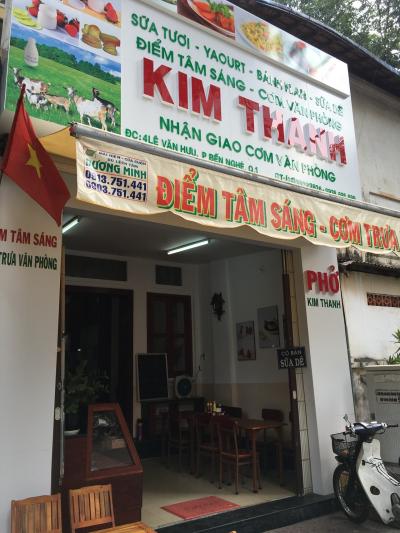 SỮA TƯƠI - YAOURT - BÁNH FLAN - SỮA DÊ
ĐIỂM TÂM SÁNG - CƠM VĂN PHÒNG
KIM THANH
NHẬN GIAO CƠM VĂN PHÒNG
ĐC: 4 LÊ VĂN HƯU, P BẾN NGHÉ, Q.1
DƯƠNG MINH
0913.751.441
0903.751.441
ĐIỂM TÂM SÁNG - CƠM TRƯA
M TÂM SÁNG
TRƯA VĂN PHÒNG
PHỞ
KIM THANH
CÓ BÁN
SỮA DÊ